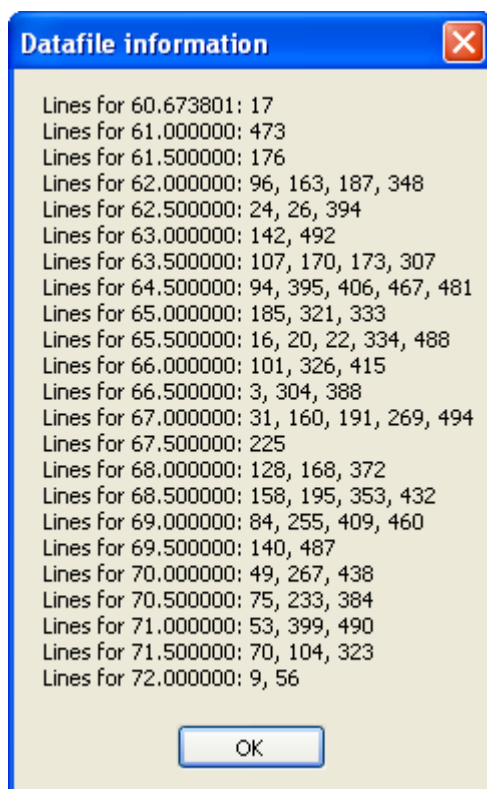 Datafile information
Lines for 60.673801: 17
Lines for 61.000000: 473
Lines for 61.500000: 176
Lines for 62.000000: 96, 163, 187, 348
Lines for 62.500000: 24, 26, 394
Lines for 63.000000: 142, 492
Lines for 63.500000: 107, 170, 173, 307
Lines for 64.500000: 94, 395, 406, 467, 481
Lines for 65.000000: 185, 321, 333
Lines for 65.500000: 16, 20, 22, 334, 488
Lines for 66.000000: 101, 326, 415
Lines for 66.500000: 3, 304, 388
Lines for 67.000000: 31, 160, 191, 269, 494
Lines for 67.500000: 225
Lines for 68.000000: 128, 168, 372
Lines for 68.500000: 158, 195, 353, 432
Lines for 69.000000: 84, 255, 409, 460
Lines for 69.500000: 140, 487
Lines for 70.000000: 49, 267, 438
Lines for 70.500000: 75, 233, 384
Lines for 71.000000: 53, 399, 490
Lines for 71.500000: 70, 104, 323
Lines for 72.000000: 9, 56
OK